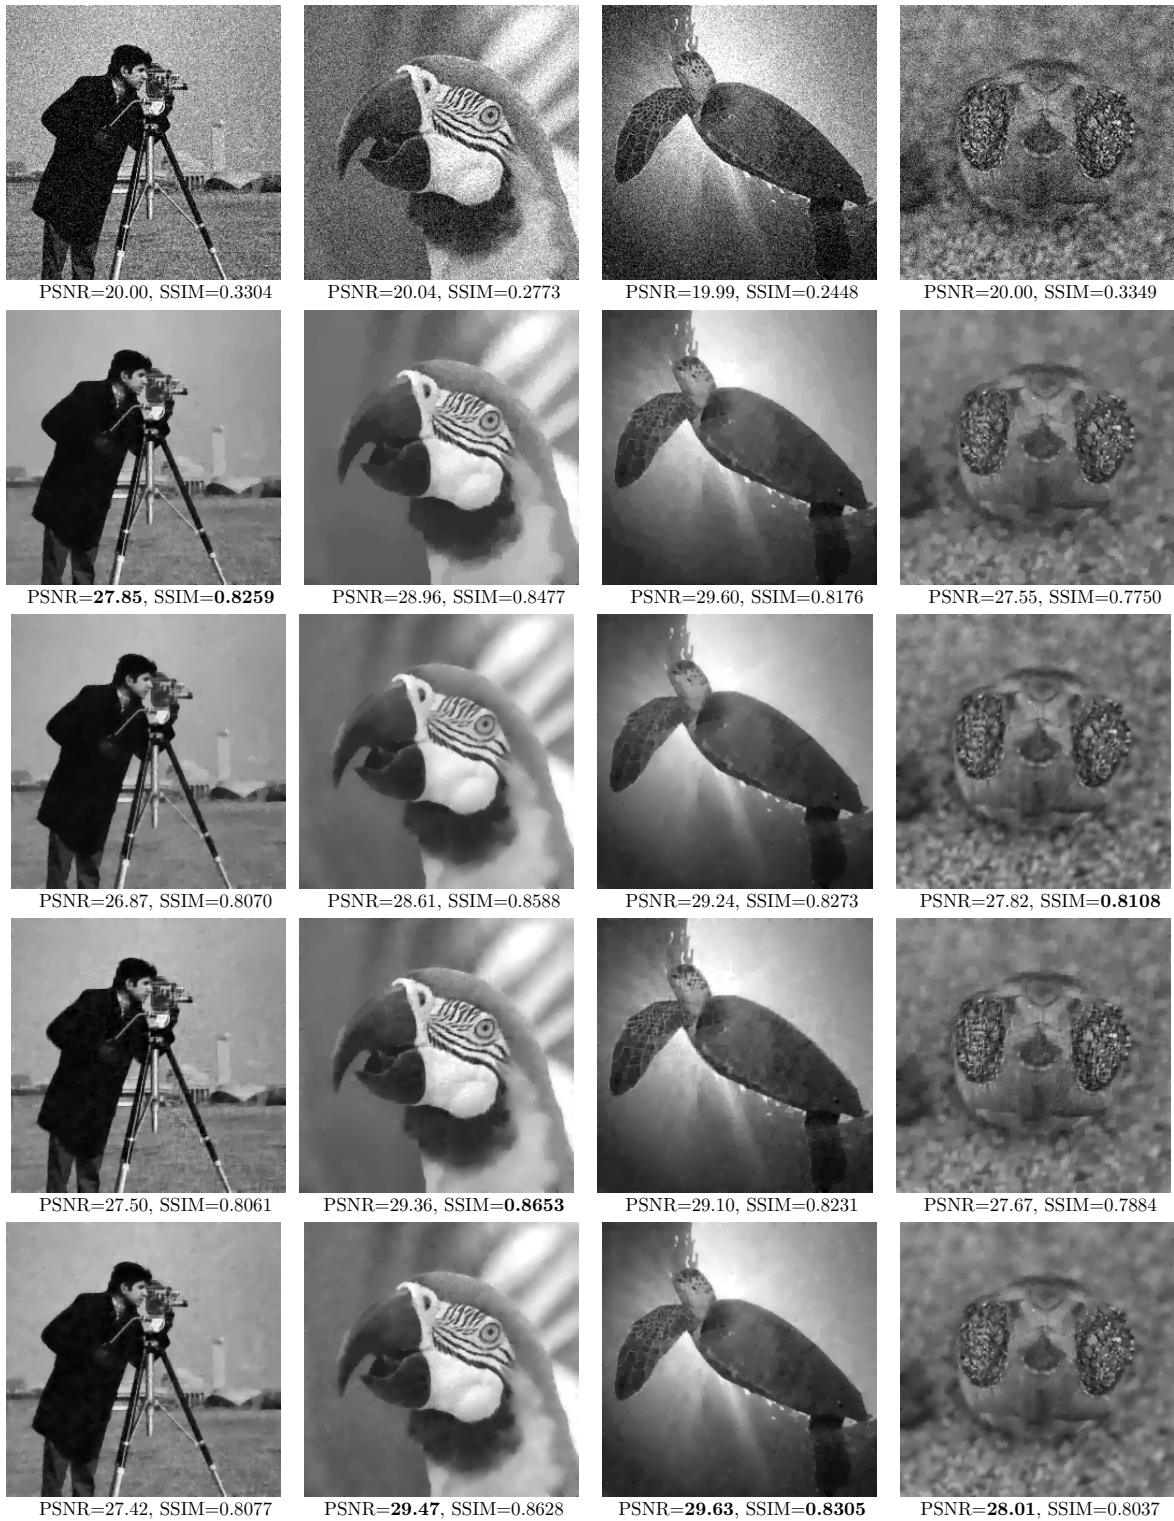 PSNR=20.00, SSIM=0.3304 PSNR=20.04, SSIM=0.2773 PSNR=19.99, SSIM=0.2448 PSNR=20.00, SSIM=0.3349
PSNR=27.85, SSIM=0.8259 PSNR=28.96, SSIM=0.8477 PSNR=29.60, SSIM=0.8176 PSNR=27.55, SSIM=0.7750
PSNR=26.87, SSIM=0.8070 PSNR=28.61, SSIM=0.8588 PSNR=29.24, SSIM=0.8273 PSNR=27.82, SSIM=0.8108
PSNR=27.50, SSIM=0.8061 PSNR=29.36, SSIM=0.8653 PSNR=29.10, SSIM=0.8231 PSNR=27.67, SSIM=0.7884
PSNR=27.42, SSIM=0.8077 PSNR=29.47, SSIM=0.8628 PSNR=29.63, SSIM=0.8305 PSNR=28.01, SSIM=0.8037